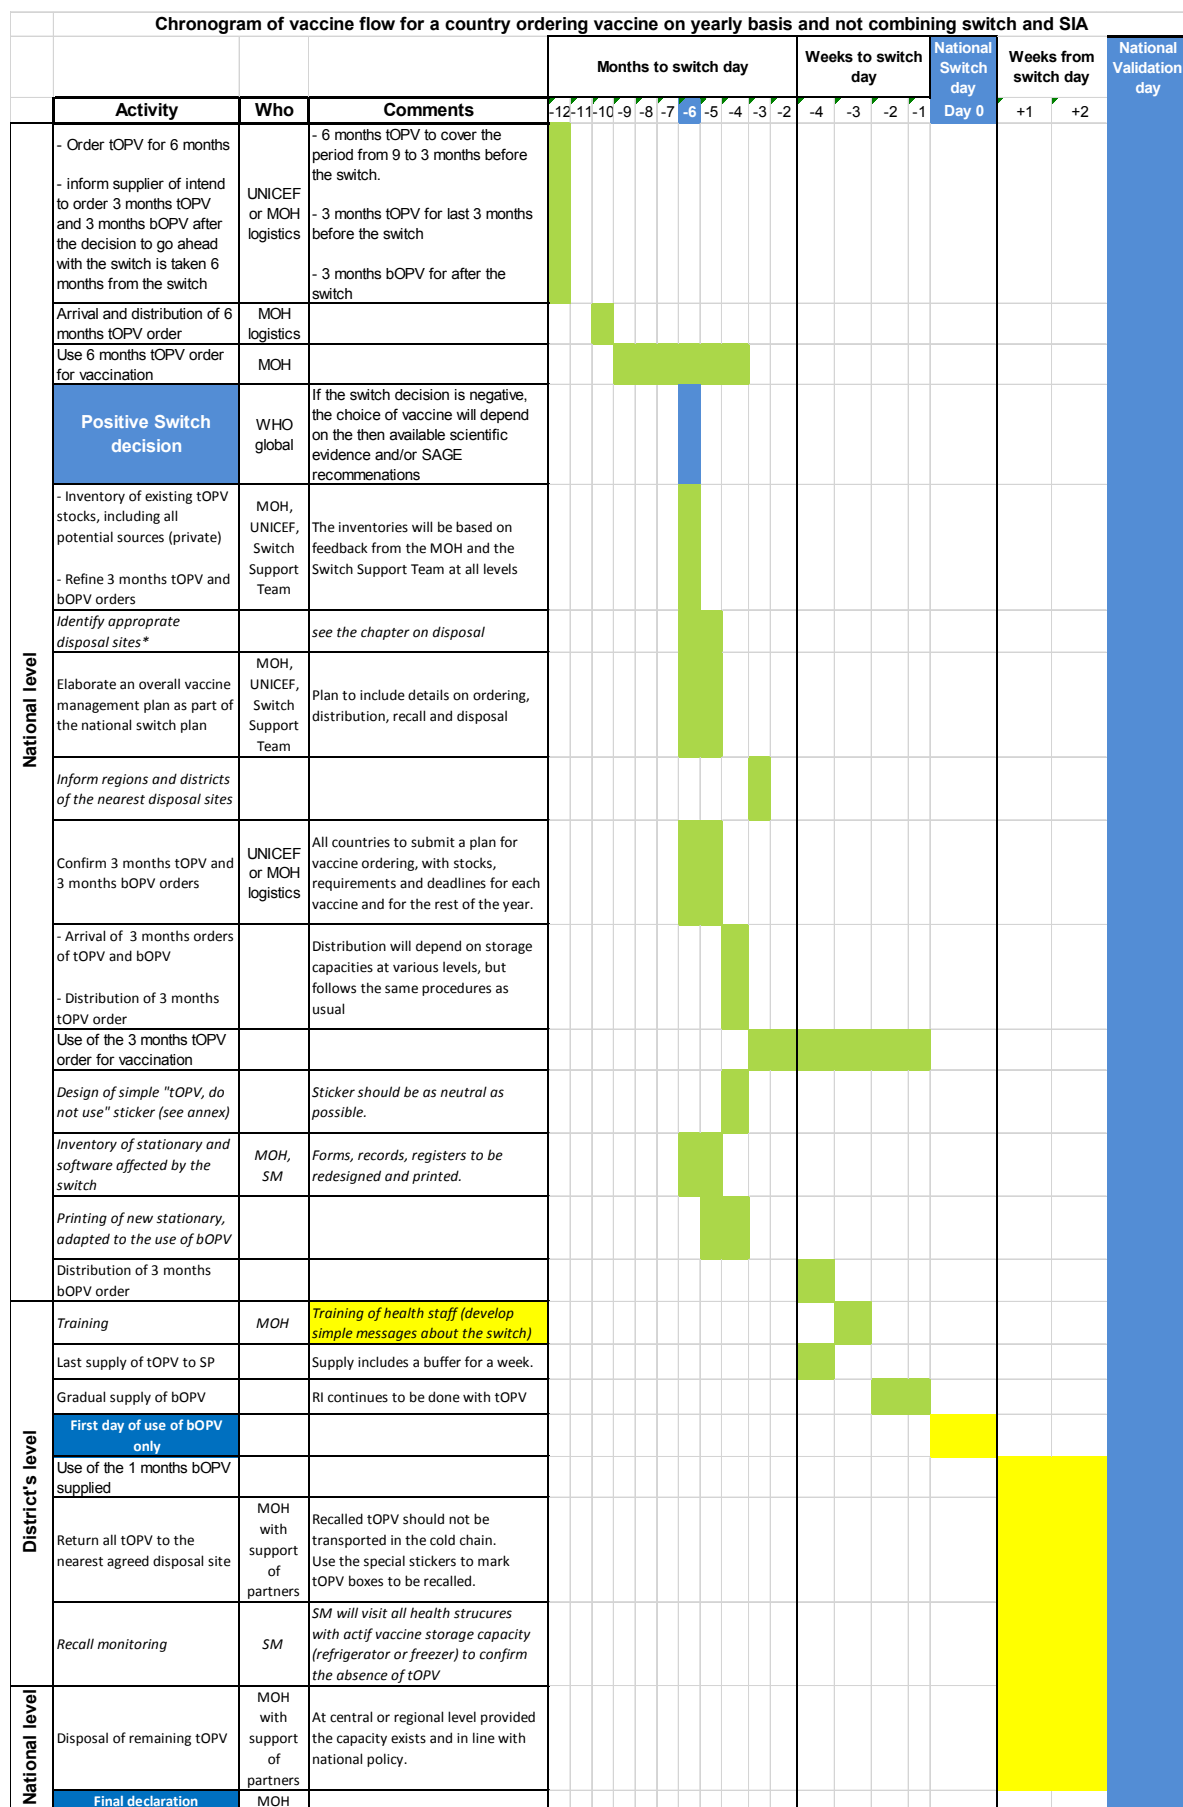 Chronogram of vaccine flow for a country ordering vaccine on yearly basis and not combining switch and SIA
Months to switch day
Weeks to switch
day
National
Switch
day
Weeks from
switch day
National
Validation
day
Activity
Who
Comments
-12 -11 -10 -9 -8 -7 -6 -5 -4 -3 -2
-4 -3 -2 -1
Day 0
+1 +2
National level
- Order tOPV for 6 months
- inform supplier of intend
to order 3 months tOPV
and 3 months bOPV after
the decision to go ahead
with the switch is taken 6
months from the switch
UNICEF
or MOH
logistics
- 6 months tOPV to cover the
period from 9 to 3 months before
the switch.
- 3 months tOPV for last 3 months
before the switch
- 3 months bOPV for after the
switch
Arrival and distribution of 6
months tOPV order
MOH
logistics
Use 6 months tOPV order
for vaccination
MOH
Positive Switch
decision
WHO
global
If the switch decision is negative,
the choice of vaccine will depend
on the then available scientific
evidence and/or SAGE
recommenations
- Inventory of existing tOPV
stocks, including all
potential sources (private)
- Refine 3 months tOPV and
bOPV orders
MOH,
UNICEF,
Switch
Support
Team
The inventories will be based on
feedback from the MOH and the
Switch Support Team at all levels
Identify approprate
disposal sites*
see the chapter on disposal
Elaborate an overall vaccine
management plan as part of
the national switch plan
MOH,
UNICEF,
Switch
Support
Team
Plan to include details on ordering,
distribution, recall and disposal
Inform regions and districts
of the nearest disposal sites
Confirm 3 months tOPV and
3 months bOPV orders
UNICEF
or MOH
logistics
All countries to submit a plan for
vaccine ordering, with stocks,
requirements and deadlines for each
vaccine and for the rest of the year.
- Arrival of  3 months orders
of tOPV and bOPV
- Distribution of 3 months
tOPV order
Distribution will depend on storage
capacities at various levels, but
follows the same procedures as
usual
Use of the 3 months tOPV
order for vaccination
Design of simple "tOPV, do
not use" sticker (see annex)
Sticker should be as neutral as
possible.
Inventory of stationary and
software affected by the
switch
MOH,
SM
Forms, records, registers to be
redesigned and printed.
Printing of new stationary,
adapted to the use of bOPV
Distribution of 3 months
bOPV order
District's level
Training
MOH
Training of health staff (develop
simple messages about the switch)
Last supply of tOPV to SP
Supply includes a buffer for a week.
Gradual supply of bOPV
RI continues to be done with tOPV
First day of use of bOPV
only
Use of the 1 months bOPV
supplied
Return all tOPV to the
nearest agreed disposal site
MOH
with
support
of
partners
Recalled tOPV should not be
transported in the cold chain.
Use the special stickers to mark
tOPV boxes to be recalled.
Recall monitoring
SM
SM will visit all health strucures
with actif vaccine storage capacity
(refrigerator or freezer) to confirm
the absence of tOPV
National level
Disposal of remaining tOPV
MOH
with
support
of
partners
At central or regional level provided
the capacity exists and in line with
national policy.
Final declaration
MOH